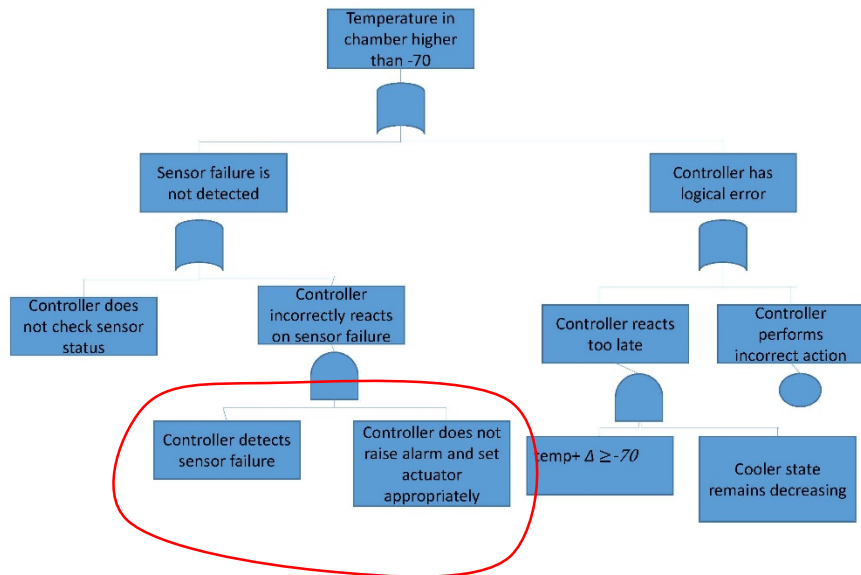 Temperature in
chamber higher
than -70
Sensor failure is
not detected
Controller has
logical error
Controller does
not check sensor
status
Controller
incorrectly reacts
on sensor failure
Controller reacts
too late
Controller
performs
incorrect action
Controller detects
sensor failure
Controller does not
raise alarm and set
actuator
appropriately
temp+ Δ ≥-70
Cooler state
remains decreasing